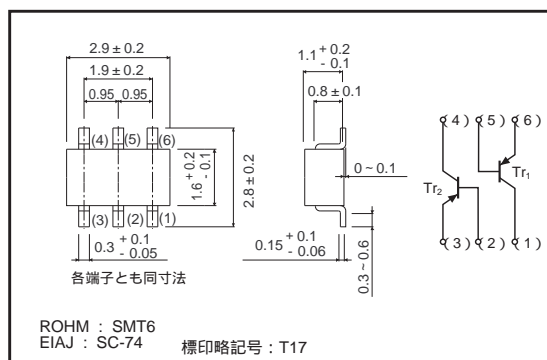 2.9 ± 0.2
1.9 ± 0.2
0.95 0.95
(4) (5) (6)
(3) (2) (1)
1.6 +0.2 -0.1
2.8 ± 0.2
0.3 +0.1 -0.05
各端子とも同寸法
1.1 +0.2 -0.1
0.8 ± 0.1
0 ~ 0.1
0.15 +0.1 -0.06
0.3 ~ 0.6
(4) (5) (6)
Tr1
Tr2
(3) (2) (1)
ROHM : SMT6
EIAJ : SC-74
標印略記号 : T17